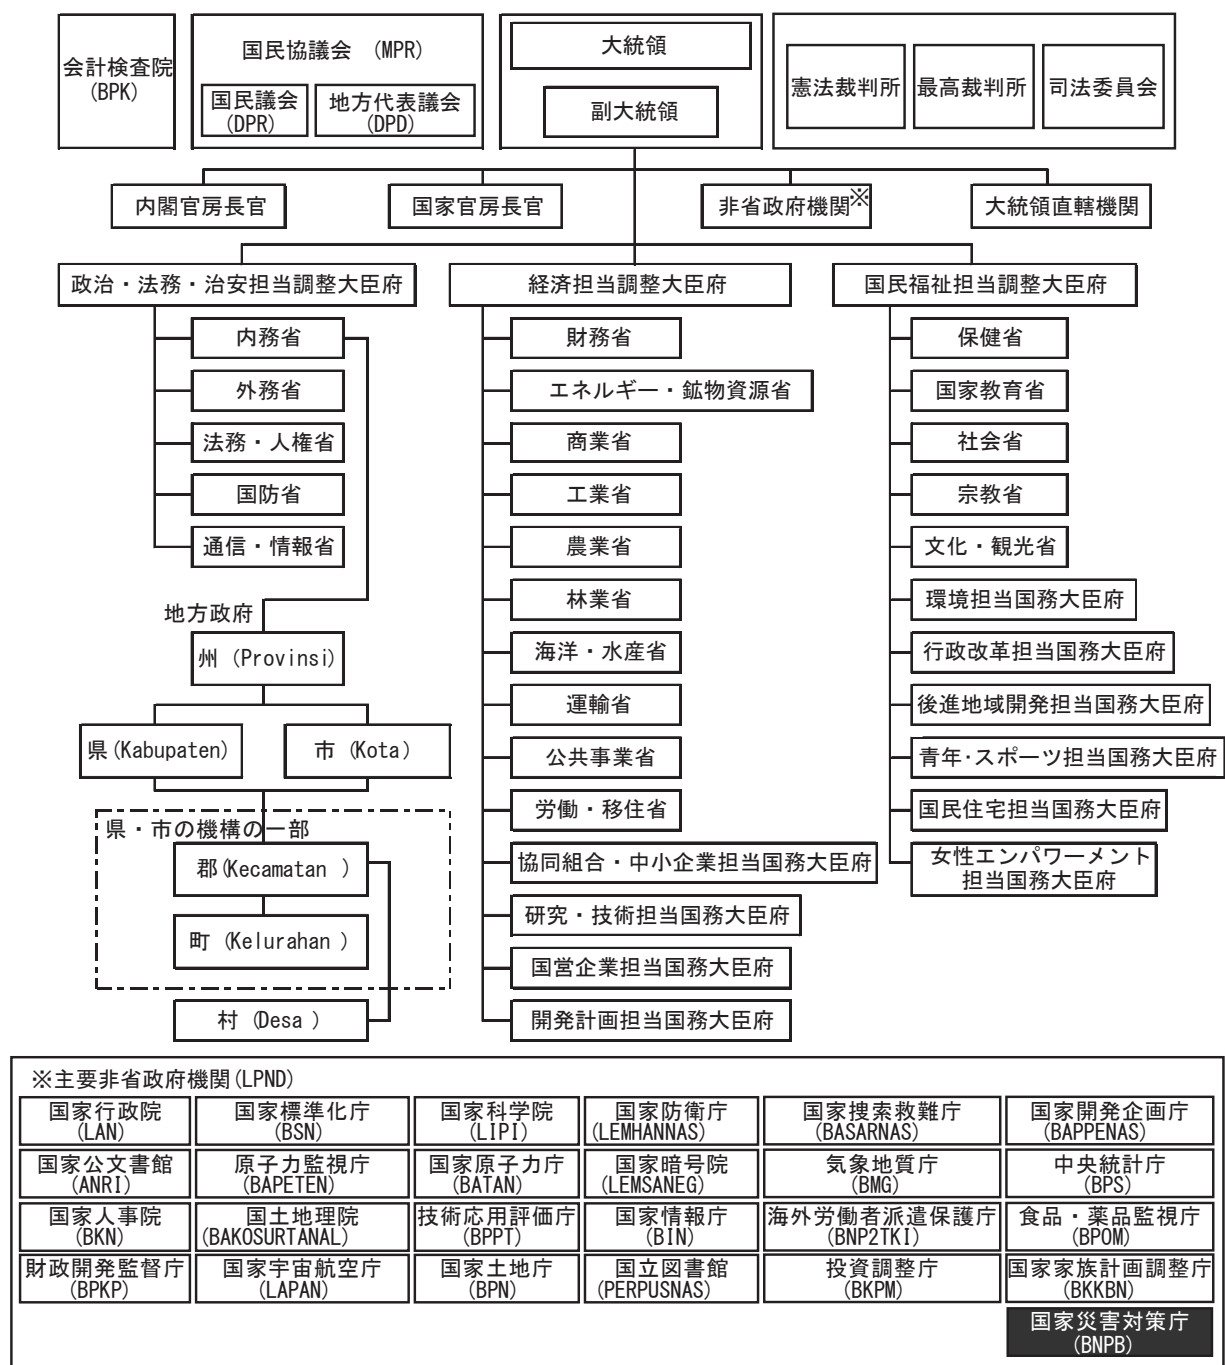 会計検査院
(BPK)
国民協議会 (MPR)
国民議会
(DPR)
地方代表議会
(DPD)
大統領
副大統領
憲法裁判所
最高裁判所
司法委員会
内閣官房長官
国家官房長官
非省政府機関※
大統領直轄機関
政治・法務・治安担当調整大臣府
内務省
外務省
法務・人権省
国防省
通信・情報省
地方政府
州 (Provinsi)
県(Kabupaten)
市 (Kota)
県・市の機構の一部
郡(Kecamatan )
町 (Kelurahan )
村 (Desa )
経済担当調整大臣府
財務省
エネルギー・鉱物資源省
商業省
工業省
農業省
林業省
海洋・水産省
運輸省
公共事業省
労働・移住省
協同組合・中小企業担当国務大臣府
研究・技術担当国務大臣府
国営企業担当国務大臣府
開発計画担当国務大臣府
国民福祉担当調整大臣府
保健省
国家教育省
社会省
宗教省
文化・観光省
環境担当国務大臣府
行政改革担当国務大臣府
後進地域開発担当国務大臣府
青年・スポーツ担当国務大臣府
国民住宅担当国務大臣府
女性エンパワーメント
担当国務大臣府
※主要非省政府機関(LPND)
国家行政院
(LAN)
国家標準化庁
(BSN)
国家科学院
(LIPI)
国家防衛庁
(LEMHANNAS)
国家捜索救難庁
(BASARNAS)
国家開発企画庁
(BAPPENAS)
国家公文書館
(ANRI)
原子力監視庁
(BAPETEN)
国家原子力庁
(BATAN)
国家暗号院
(LEMSANEG)
気象地質庁
(BMG)
中央統計庁
(BPS)
国家人事院
(BKN)
国土地理院
(BAKOSURTANAL)
技術応用評価庁
(BPPT)
国家情報庁
(BIN)
海外労働者派遣保護庁
(BNP2TKI)
食品・薬品監視庁
(BPOM)
財政開発監督庁
(BPKP)
国家宇宙航空庁
(LAPAN)
国家土地庁
(BPN)
国立図書館
(PERPUSNAS)
投資調整庁
(BKPM)
国家家族計画調整庁
(BKKBN)
国家災害対策庁
(BNPB)